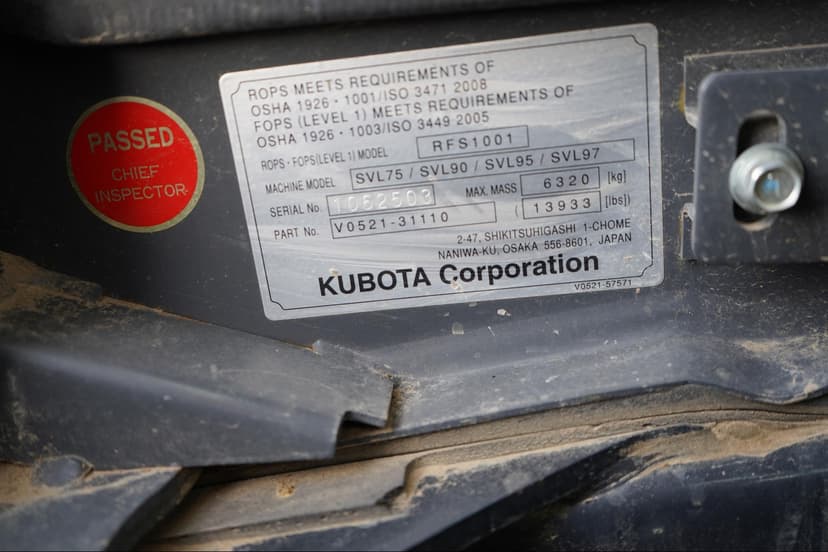 PASSED
CHIEF
INSPECTOR
ROPS MEETS REQUIREMENTS OF
OSHA 1926・1001/ISO 3471 2008
FOPS (LEVEL 1) MEETS REQUIREMENTS OF
OSHA 1926・1003/ISO 3449 2005
ROPS・FOPS(LEVEL 1) MODEL RFS1001
MACHINE MODEL SVL75 / SVL90 / SVL95 / SVL97
SERIAL No. 1052503 MAX. MASS 6320 [kg]
PART No. V0521-31110 ( 13933 ) [lbs]
2-47, SHIKITSUHIGASHI 1-CHOME
NANIWA-KU, OSAKA 556-8601, JAPAN
KUBOTA Corporation
V0521-57571